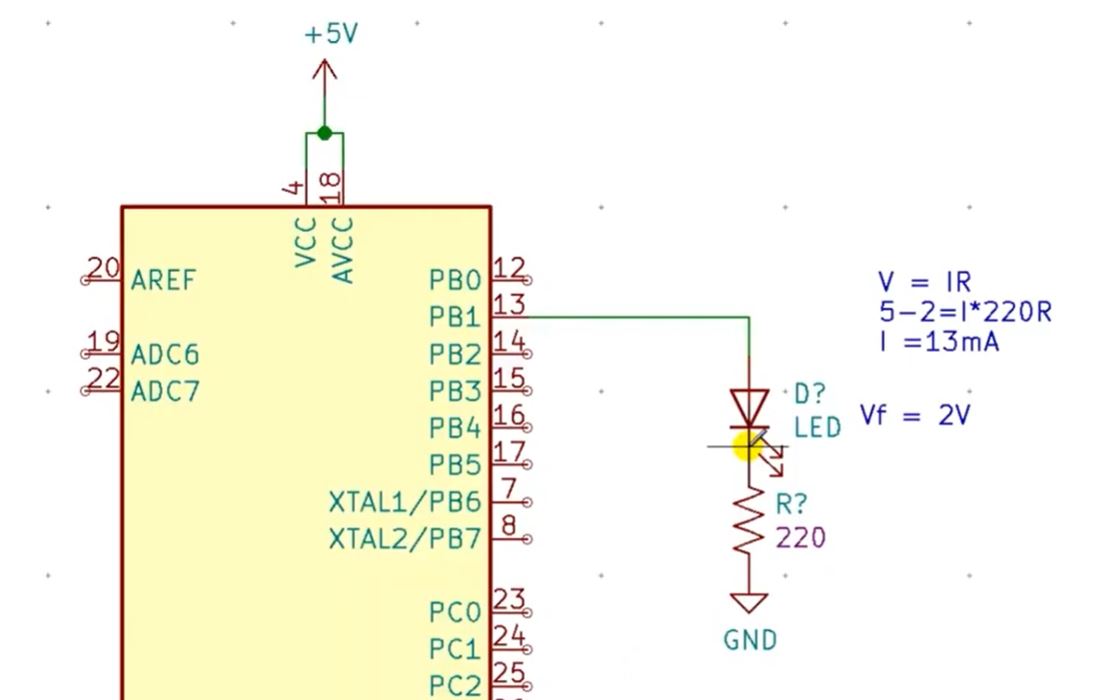 +5V
4
18
VCC
AVCC
20
AREF
PB0
12
PB1
13
19
ADC6
PB2
14
22
ADC7
PB3
15
PB4
16
PB5
17
XTAL1/PB6
7
XTAL2/PB7
8
PC0
23
PC1
24
PC2
25
V = IR
5-2=I*220R
I =13mA
D?
LED
Vf = 2V
R?
220
GND